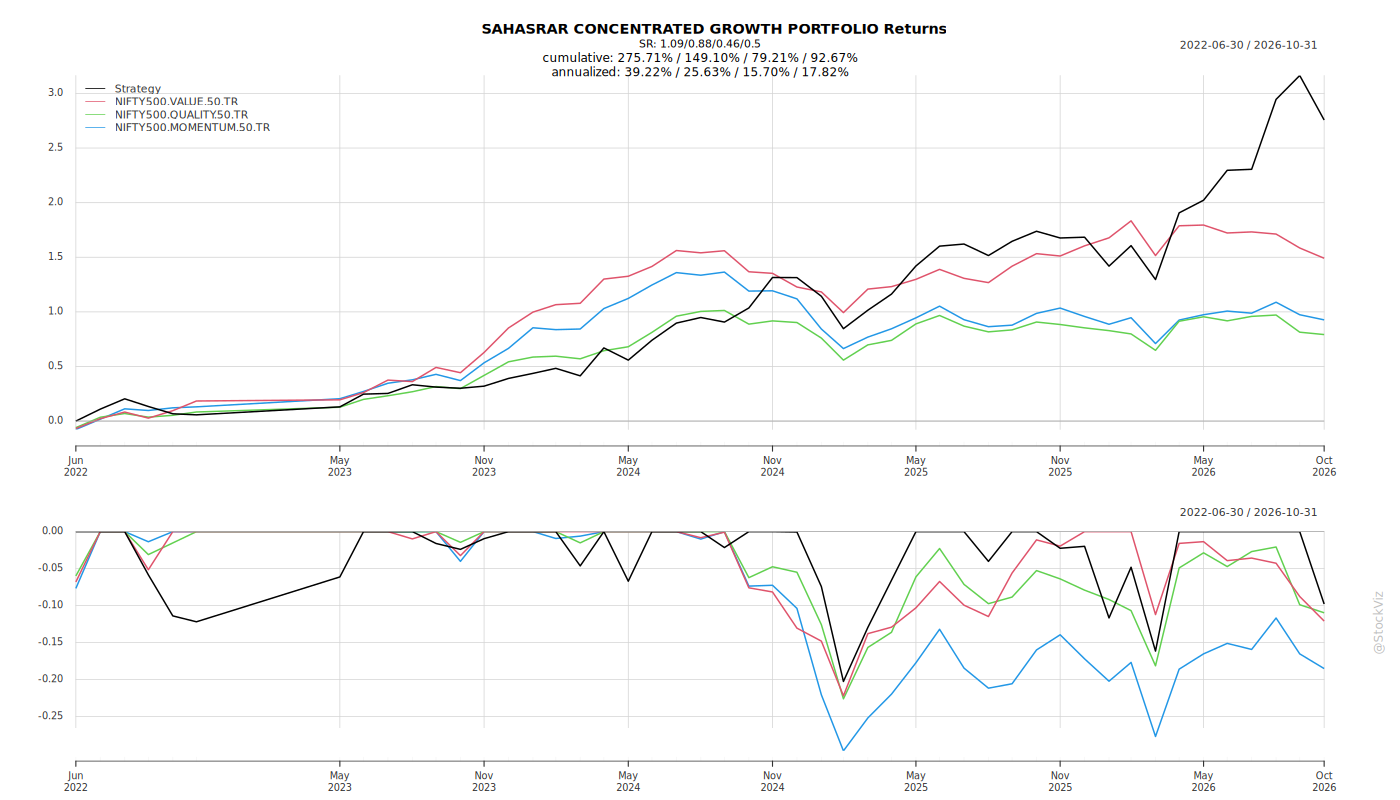 SAHASRAR CONCENTRATED GROWTH PORTFOLIO Returns
SR: 1.09/0.88/0.46/0.5
cumulative: 275.71% / 149.10% / 79.21% / 92.67%
annualized: 39.22% / 25.63% / 15.70% / 17.82%
2022-06-30 / 2026-10-31
Strategy
NIFTY500.VALUE.50.TR
NIFTY500.QUALITY.50.TR
NIFTY500.MOMENTUM.50.TR
3.0
2.5
2.0
1.5
1.0
0.5
0.0
Jun 2022
May 2023
Nov 2023
May 2024
Nov 2024
May 2025
Nov 2025
May 2026
Oct 2026
2022-06-30 / 2026-10-31
0.00
-0.05
-0.10
-0.15
-0.20
-0.25
Jun 2022
May 2023
Nov 2023
May 2024
Nov 2024
May 2025
Nov 2025
May 2026
Oct 2026
@StockViz